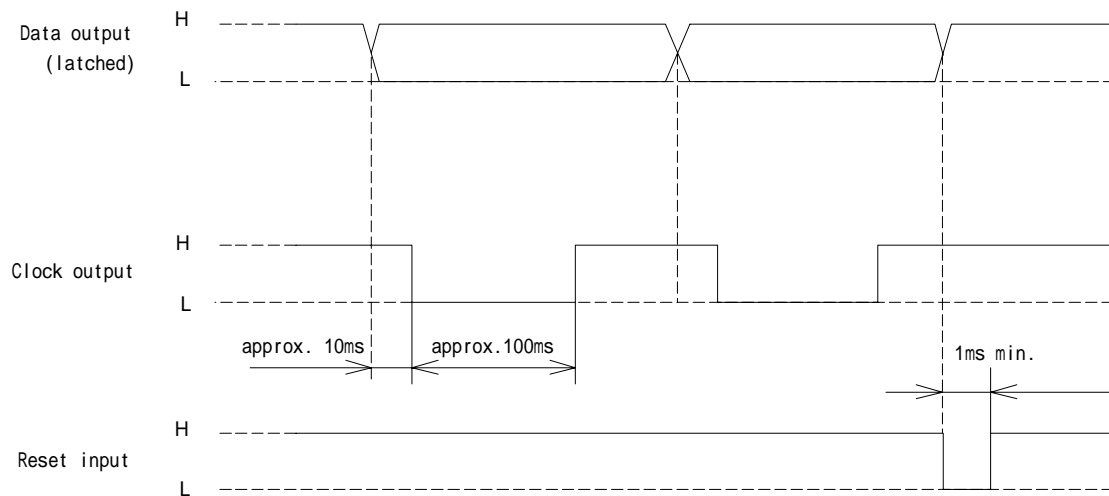 H
Data output
(latched)
L
H
Clock output
L
approx. 10ms
approx.100ms
1ms min.
H
Reset input
L